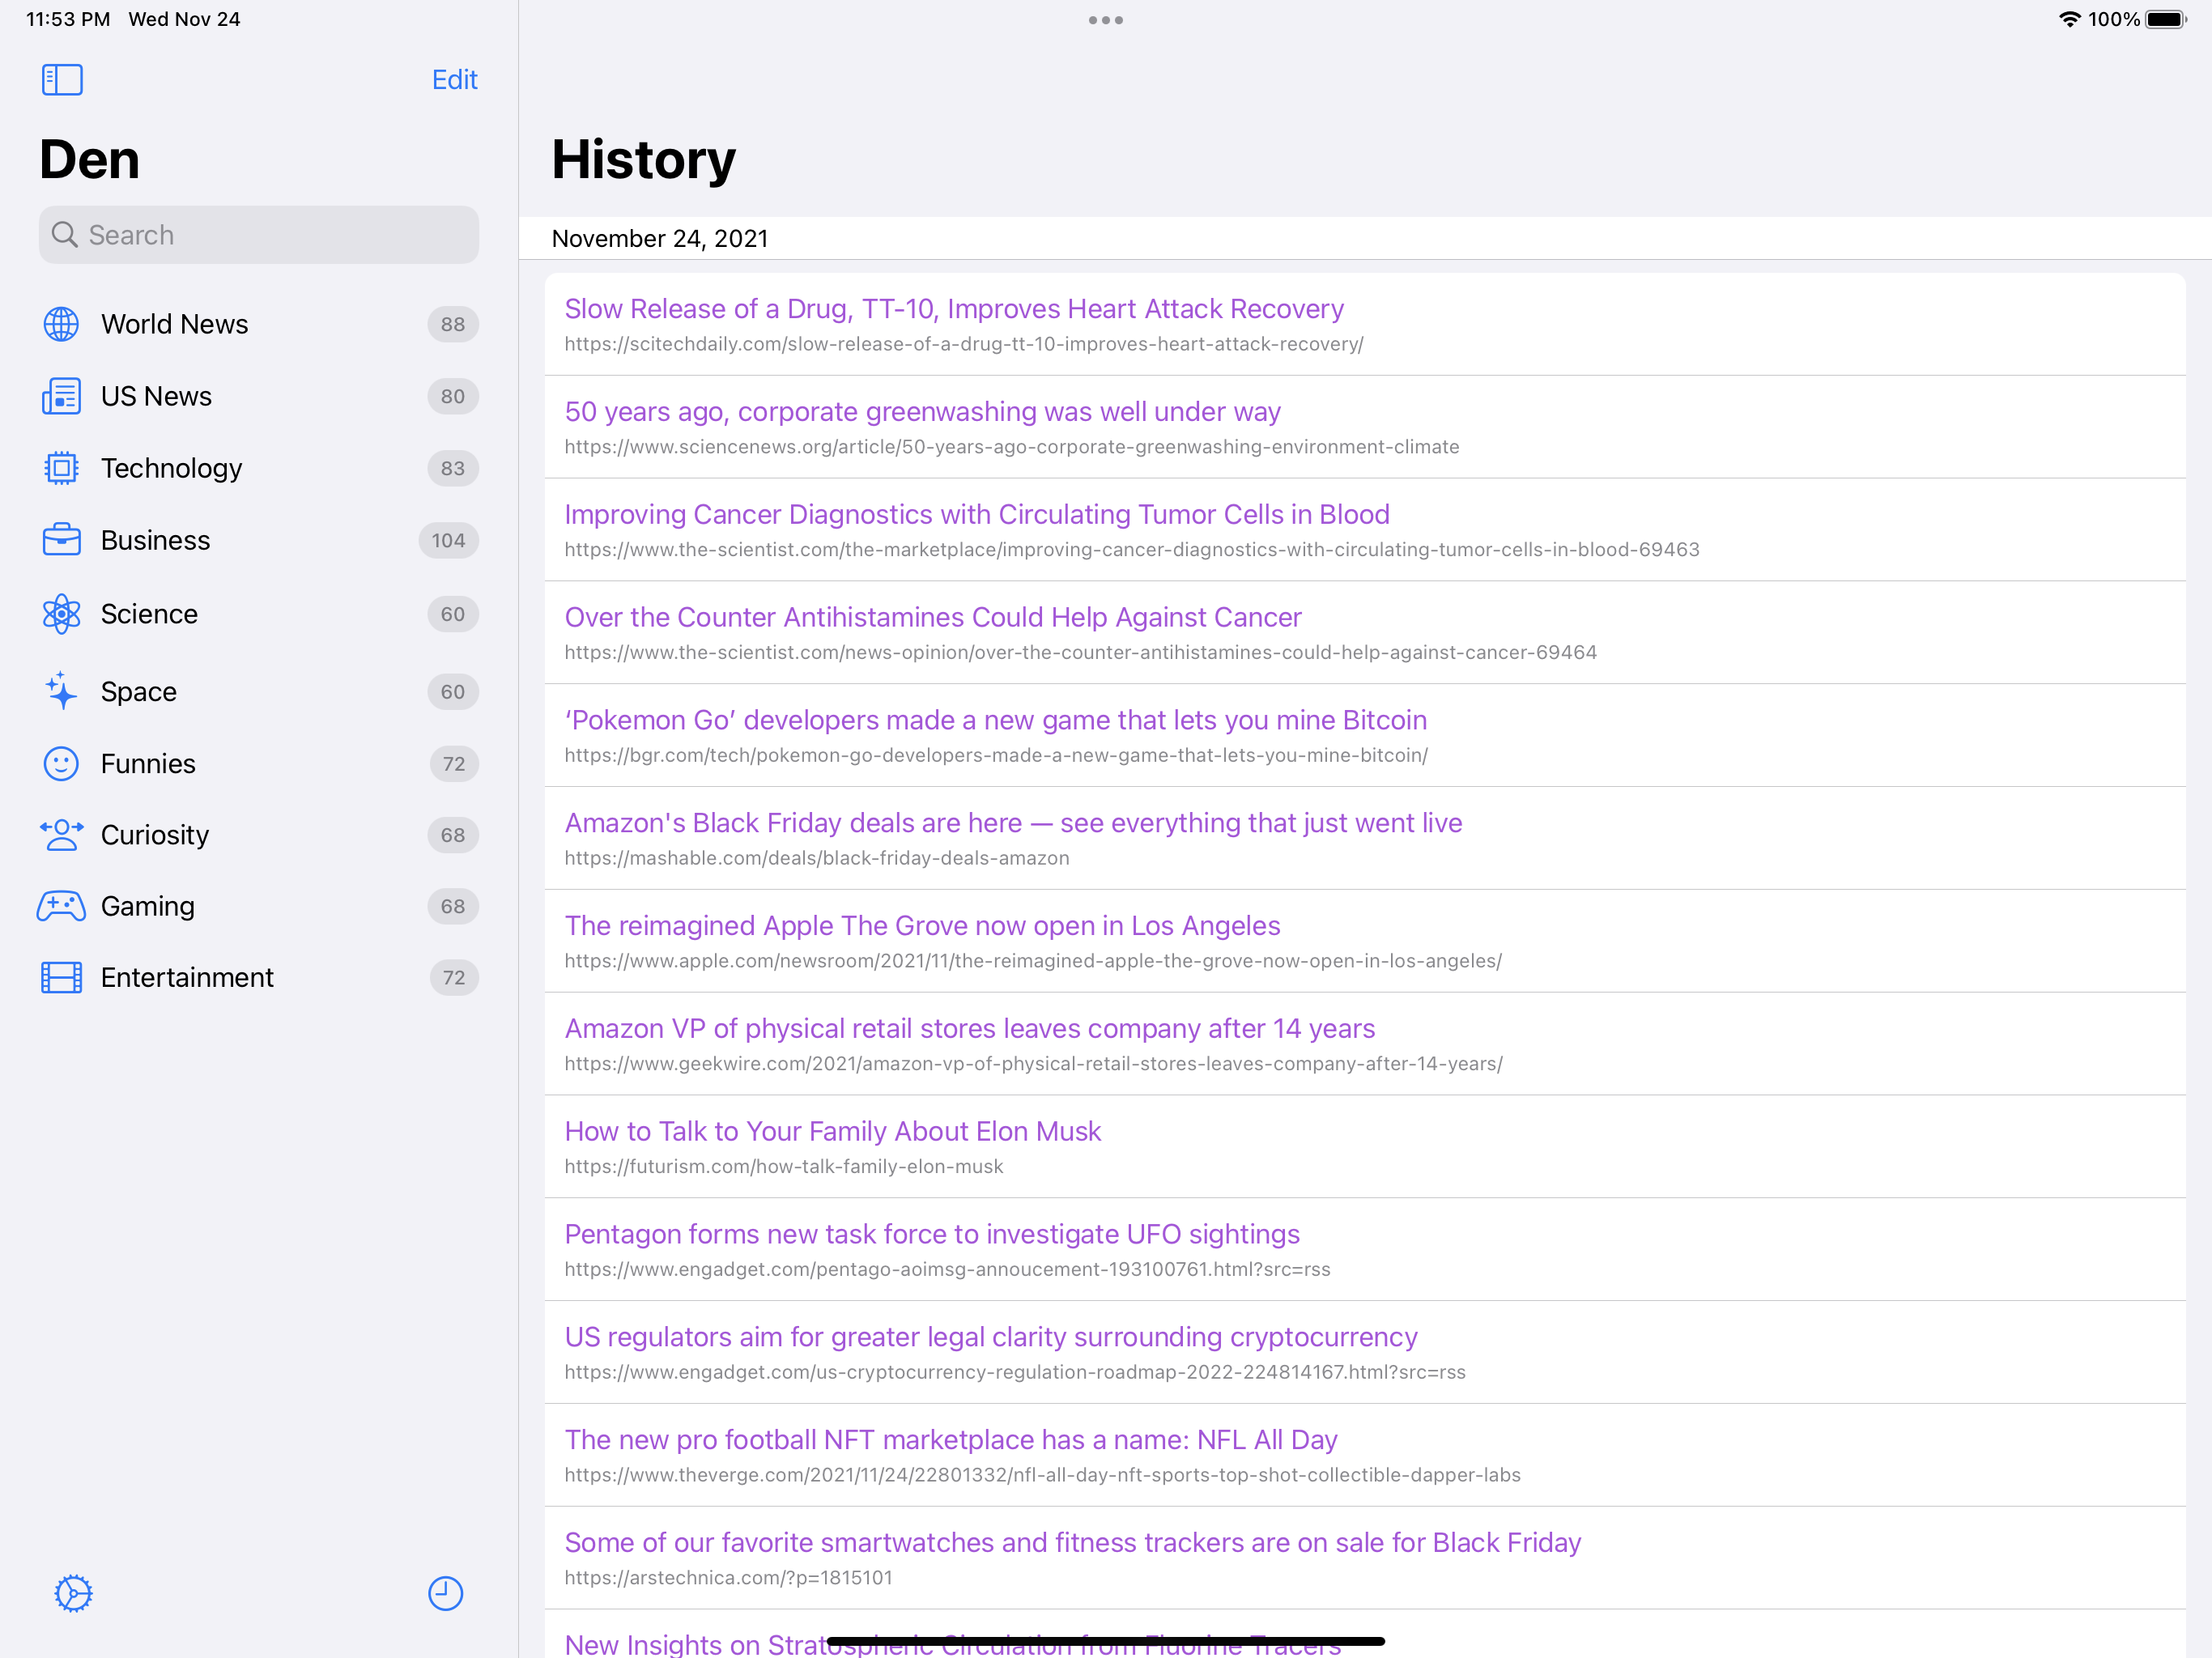 11:53 PM Wed Nov 24
100%
Edit
Den
Search
World News 88
US News 80
Technology 83
Business 104
Science 60
Space 60
Funnies 72
Curiosity 68
Gaming 68
Entertainment 72
History
November 24, 2021
Slow Release of a Drug, TT-10, Improves Heart Attack Recovery
https://scitechdaily.com/slow-release-of-a-drug-tt-10-improves-heart-attack-recovery/
50 years ago, corporate greenwashing was well under way
https://www.sciencenews.org/article/50-years-ago-corporate-greenwashing-environment-climate
Improving Cancer Diagnostics with Circulating Tumor Cells in Blood
https://www.the-scientist.com/the-marketplace/improving-cancer-diagnostics-with-circulating-tumor-cells-in-blood-69463
Over the Counter Antihistamines Could Help Against Cancer
https://www.the-scientist.com/news-opinion/over-the-counter-antihistamines-could-help-against-cancer-69464
‘Pokemon Go’ developers made a new game that lets you mine Bitcoin
https://bgr.com/tech/pokemon-go-developers-made-a-new-game-that-lets-you-mine-bitcoin/
Amazon's Black Friday deals are here — see everything that just went live
https://mashable.com/deals/black-friday-deals-amazon
The reimagined Apple The Grove now open in Los Angeles
https://www.apple.com/newsroom/2021/11/the-reimagined-apple-the-grove-now-open-in-los-angeles/
Amazon VP of physical retail stores leaves company after 14 years
https://www.geekwire.com/2021/amazon-vp-of-physical-retail-stores-leaves-company-after-14-years/
How to Talk to Your Family About Elon Musk
https://futurism.com/how-talk-family-elon-musk
Pentagon forms new task force to investigate UFO sightings
https://www.engadget.com/pentago-aoimsg-annoucement-193100761.html?src=rss
US regulators aim for greater legal clarity surrounding cryptocurrency
https://www.engadget.com/us-cryptocurrency-regulation-roadmap-2022-224814167.html?src=rss
The new pro football NFT marketplace has a name: NFL All Day
https://www.theverge.com/2021/11/24/22801332/nfl-all-day-nft-sports-top-shot-collectible-dapper-labs
Some of our favorite smartwatches and fitness trackers are on sale for Black Friday
https://arstechnica.com/?p=1815101
New Insights on Stratospheric Circulation from Fluorine Tracers